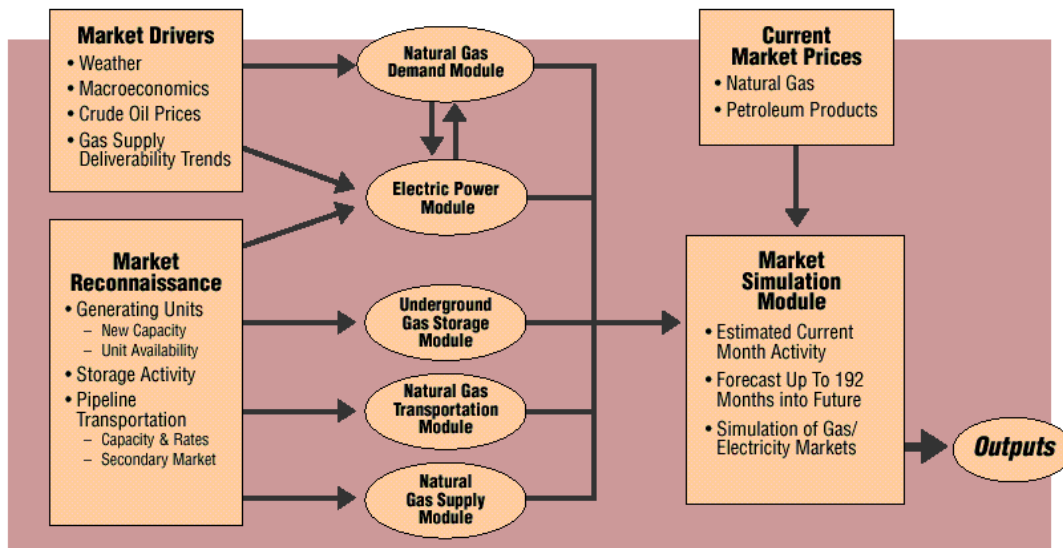 Market Drivers
• Weather
• Macroeconomics
• Crude Oil Prices
• Gas Supply
Deliverability Trends
Market
Reconnaissance
• Generating Units
– New Capacity
– Unit Availability
• Storage Activity
• Pipeline
Transportation
– Capacity & Rates
– Secondary Market
Natural Gas
Demand Module
Electric Power
Module
Underground
Gas Storage
Module
Natural Gas
Transportation
Module
Natural
Gas Supply
Module
Current
Market Prices
• Natural Gas
• Petroleum Products
Market
Simulation
Module
• Estimated Current
Month Activity
• Forecast Up To 192
Months into Future
• Simulation of Gas/
Electricity Markets
Outputs